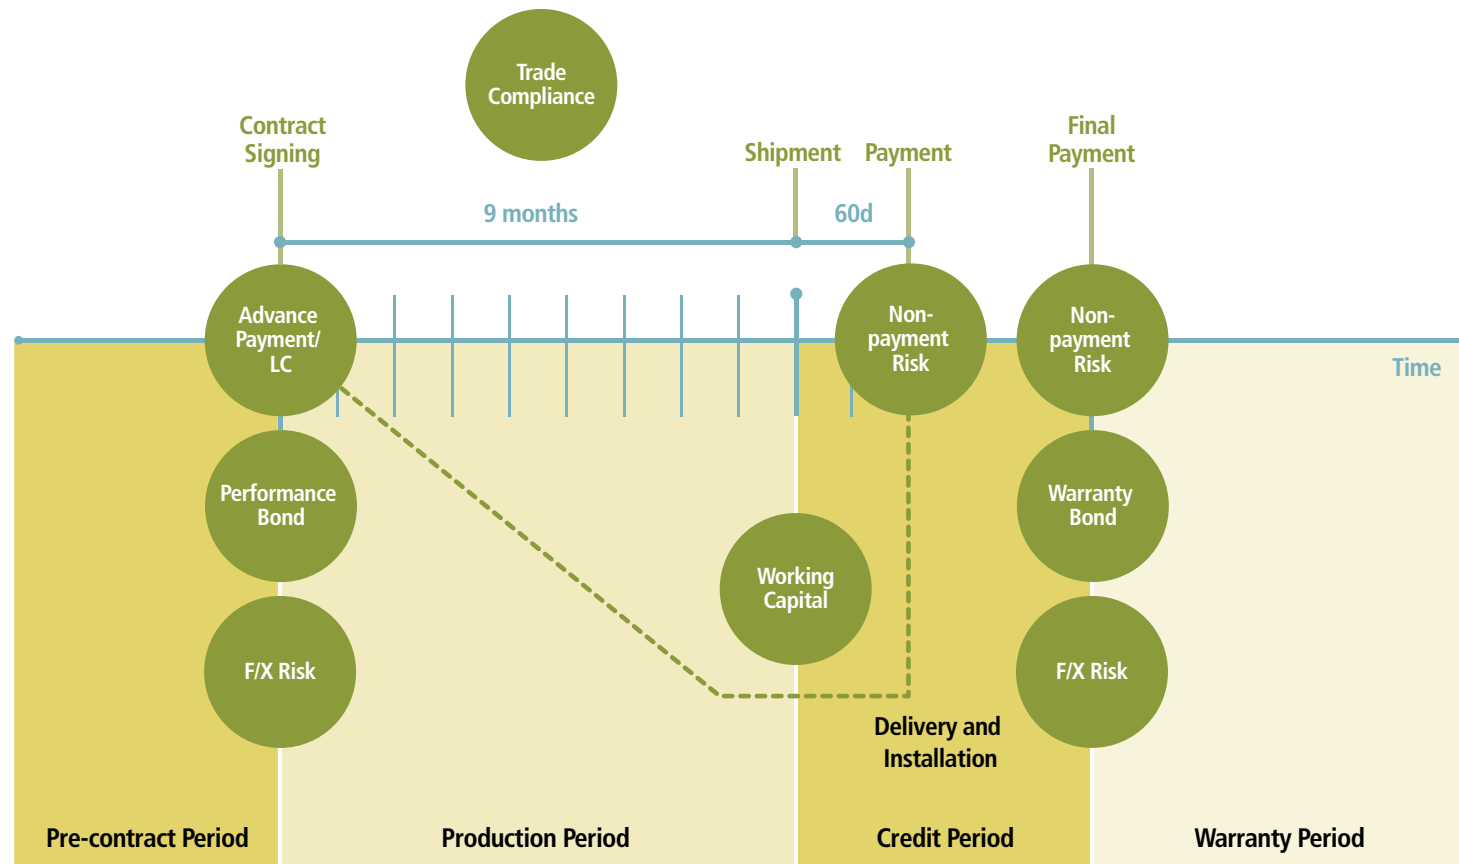 Trade
Compliance
Contract
Signing
Shipment
Payment
Final
Payment
9 months
60d
Advance
Payment/
LC
Non-
payment
Risk
Non-
payment
Risk
Time
Performance
Bond
Warranty
Bond
Working
Capital
F/X Risk
F/X Risk
Delivery and
Installation
Pre-contract Period
Production Period
Credit Period
Warranty Period